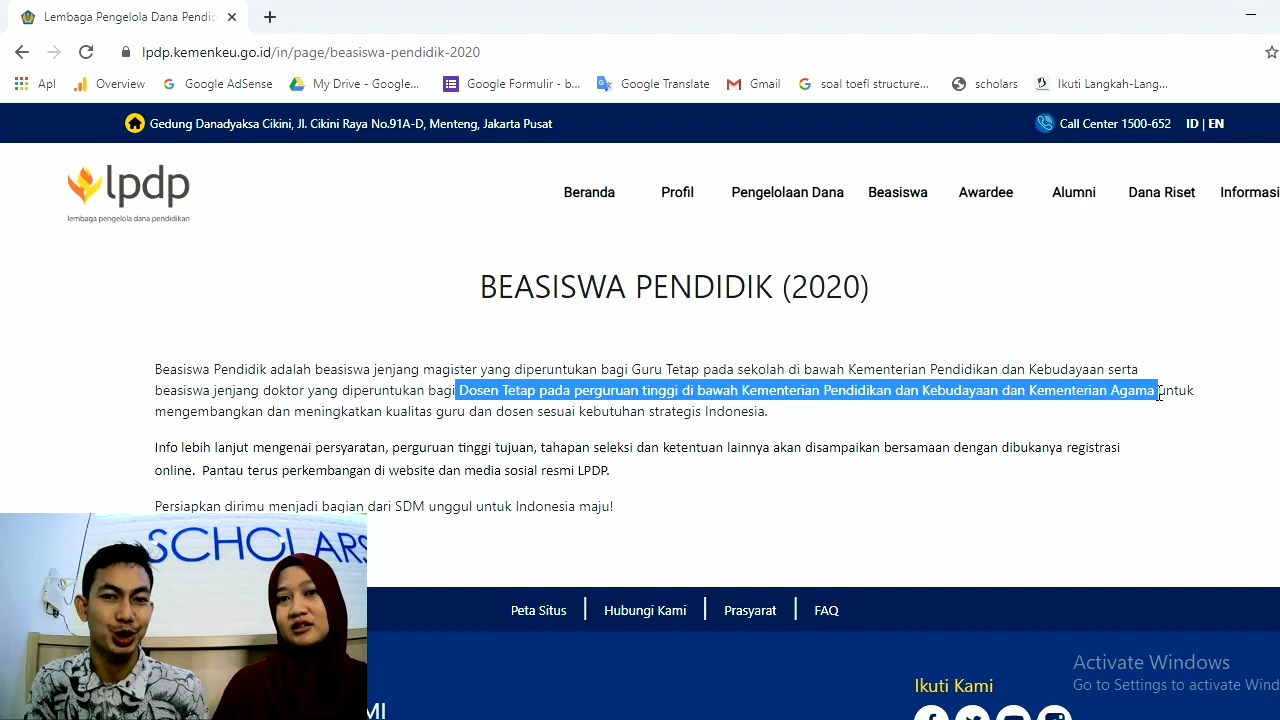 Lembaga Pengelola Dana Pendid
lpdp.kemenkeu.go.id/in/page/beasiswa-pendidik-2020
Apl Overview Google AdSense My Drive - Google... Google Formulir - b... Google Translate Gmail soal toefl structure... scholars Ikuti Langkah-Lang...
Gedung Danadyaksa Cikini, Jl. Cikini Raya No.91A-D, Menteng, Jakarta Pusat Call Center 1500-652 ID | EN
lpdp
lembaga pengelola dana pendidikan
Beranda Profil Pengelolaan Dana Beasiswa Awardee Alumni Dana Riset Informasi
BEASISWA PENDIDIK (2020)
Beasiswa Pendidik adalah beasiswa jenjang magister yang diperuntukan bagi Guru Tetap pada sekolah di bawah Kementerian Pendidikan dan Kebudayaan serta
beasiswa jenjang doktor yang diperuntukan bagi Dosen Tetap pada perguruan tinggi di bawah Kementerian Pendidikan dan Kebudayaan dan Kementerian Agama untuk
mengembangkan dan meningkatkan kualitas guru dan dosen sesuai kebutuhan strategis Indonesia.
Info lebih lanjut mengenai persyaratan, perguruan tinggi tujuan, tahapan seleksi dan ketentuan lainnya akan disampaikan bersamaan dengan dibukanya registrasi
online. Pantau terus perkembangan di website dan media sosial resmi LPDP.
Persiapkan dirimu menjadi bagian dari SDM unggul untuk Indonesia maju!
SCHOLARS
Peta Situs Hubungi Kami Prasyarat FAQ
Activate Windows
Go to Settings to activate Wind
Ikuti Kami
MI